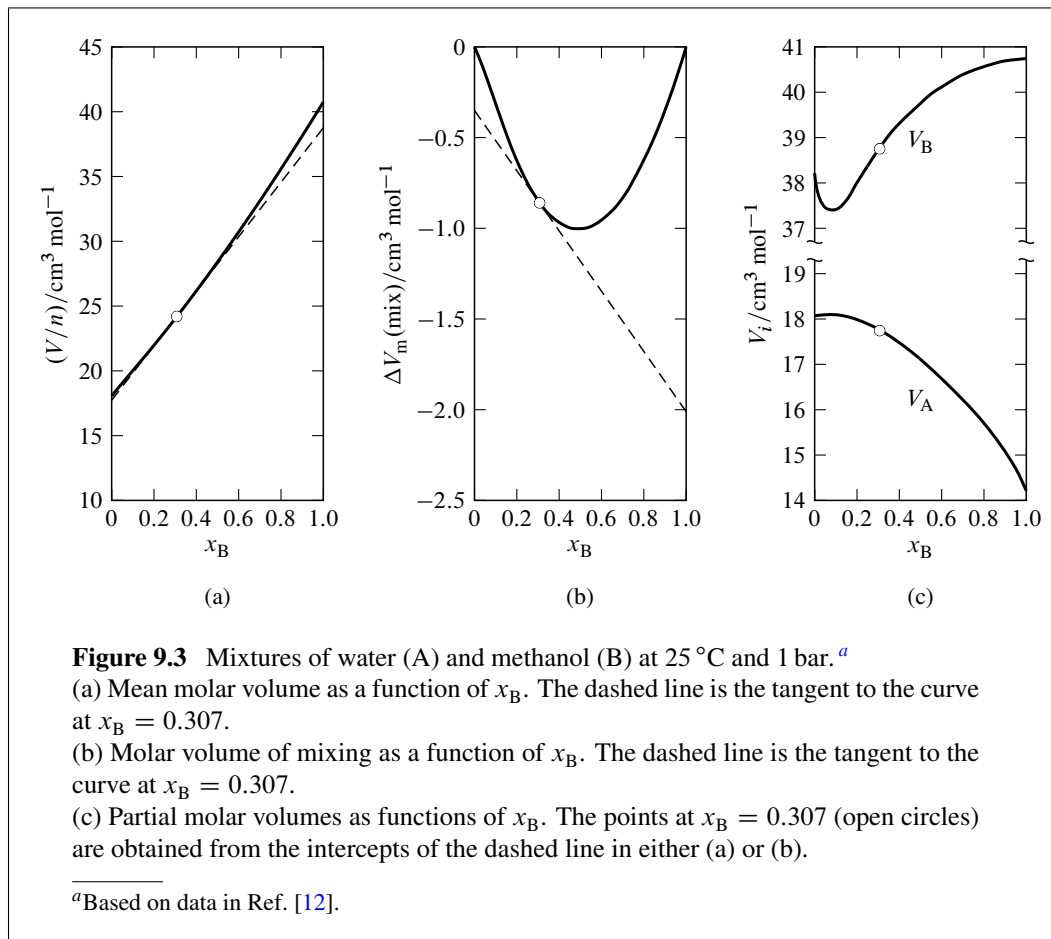 45
40
35
30
25
20
15
10
0
0.2
0.4
0.6
0.8
1.0
x_B
(V/n)/cm³ mol⁻¹
(a)
0
−0.5
−1.0
−1.5
−2.0
−2.5
0
0.2
0.4
0.6
0.8
1.0
x_B
ΔV_m(mix)/cm³ mol⁻¹
(b)
41
40
39
38
37
18
18
17
16
15
14
0
0.2
0.4
0.6
0.8
1.0
x_B
V_i/cm³ mol⁻¹
V_B
V_A
(c)
Figure 9.3 Mixtures of water (A) and methanol (B) at 25 °C and 1 bar. ᵃ
(a) Mean molar volume as a function of x_B. The dashed line is the tangent to the curve
at x_B = 0.307.
(b) Molar volume of mixing as a function of x_B. The dashed line is the tangent to the
curve at x_B = 0.307.
(c) Partial molar volumes as functions of x_B. The points at x_B = 0.307 (open circles)
are obtained from the intercepts of the dashed line in either (a) or (b).
ᵃBased on data in Ref. [12].